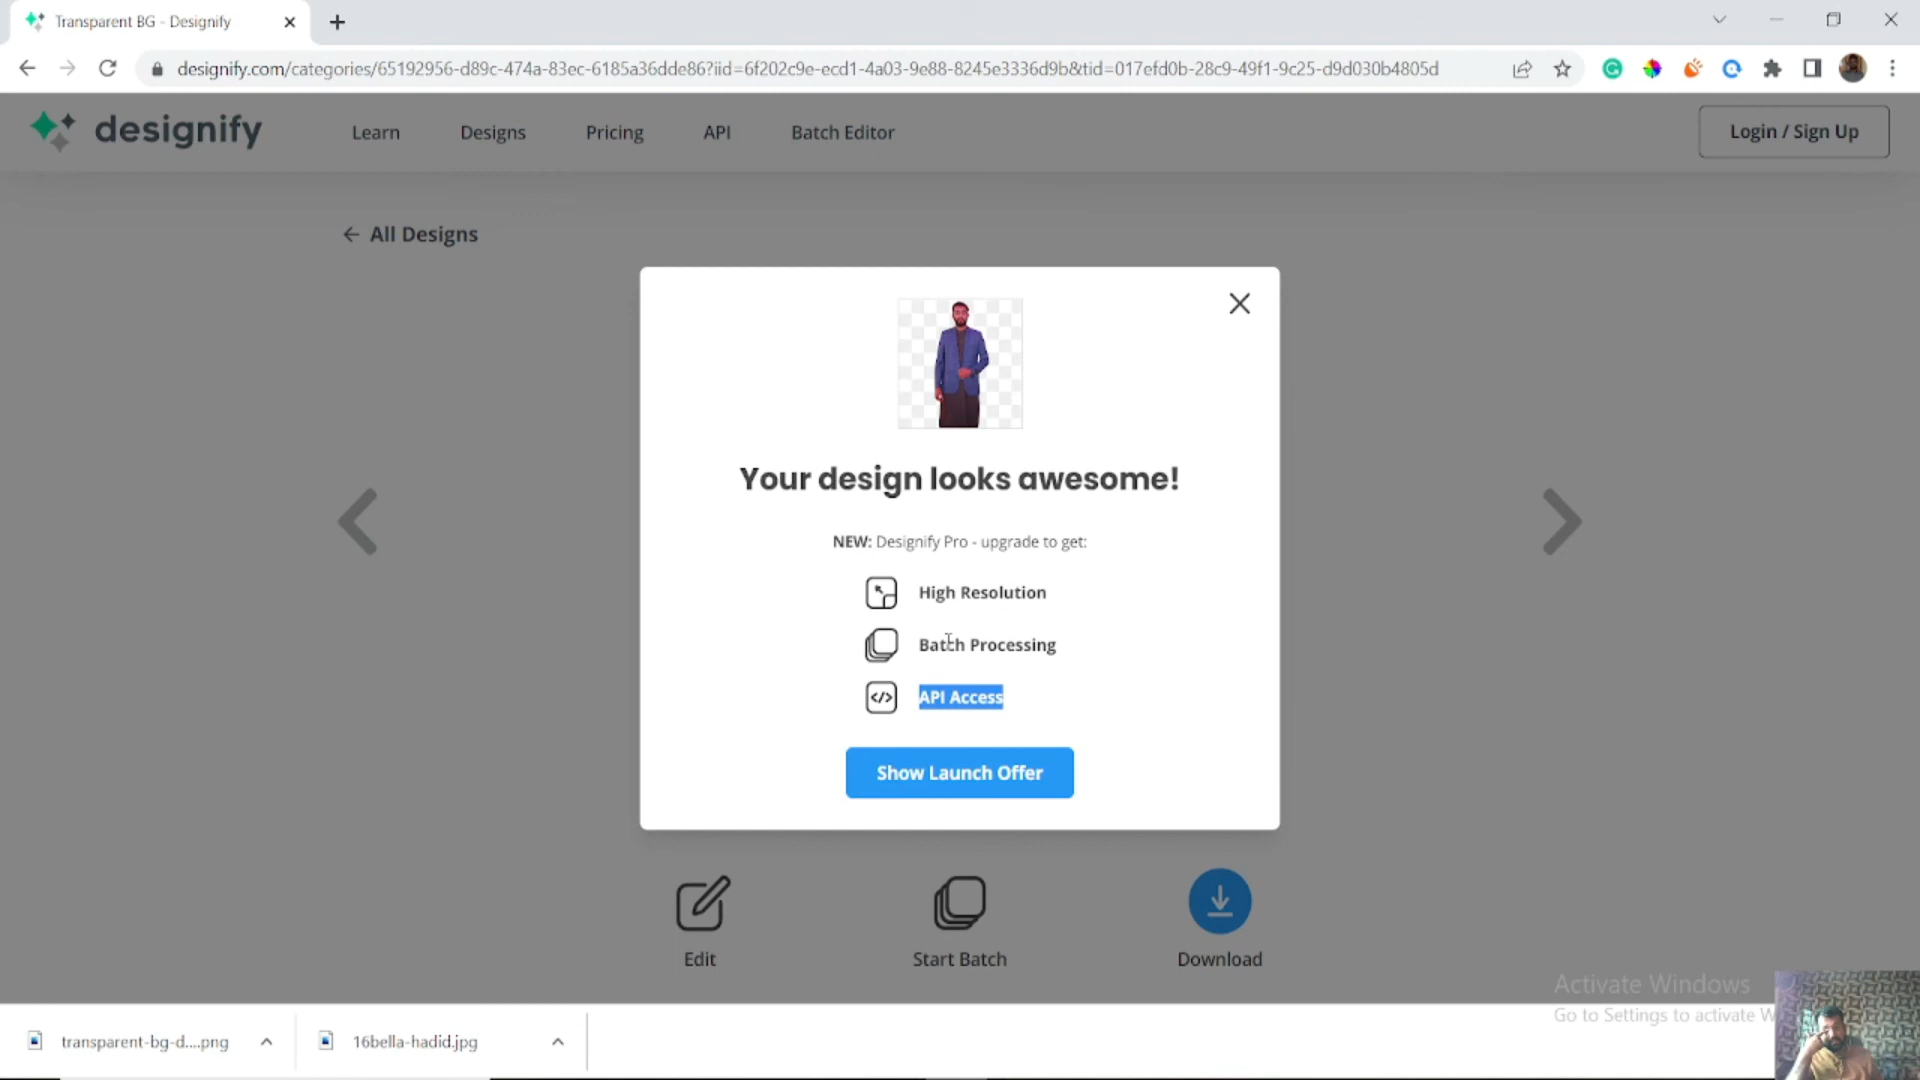 Transparent BG - Designify
designify.com/categories/65192956-d89c-474a-83ec-6185a36dde86?iid=6f202c9e-ecd1-4a03-9e88-8245e3336d9b&tid=017efd0b-28c9-49f1-9c25-d9d030b4805d
designify Learn Designs Pricing API Batch Editor Login / Sign Up
All Designs
Your design looks awesome!
NEW: Designify Pro - upgrade to get:
High Resolution
Batch Processing
</> API Access
Show Launch Offer
Edit Start Batch Download
Activate Windows
Go to Settings to activate W
transparent-bg-d....png 16bella-hadid.jpg